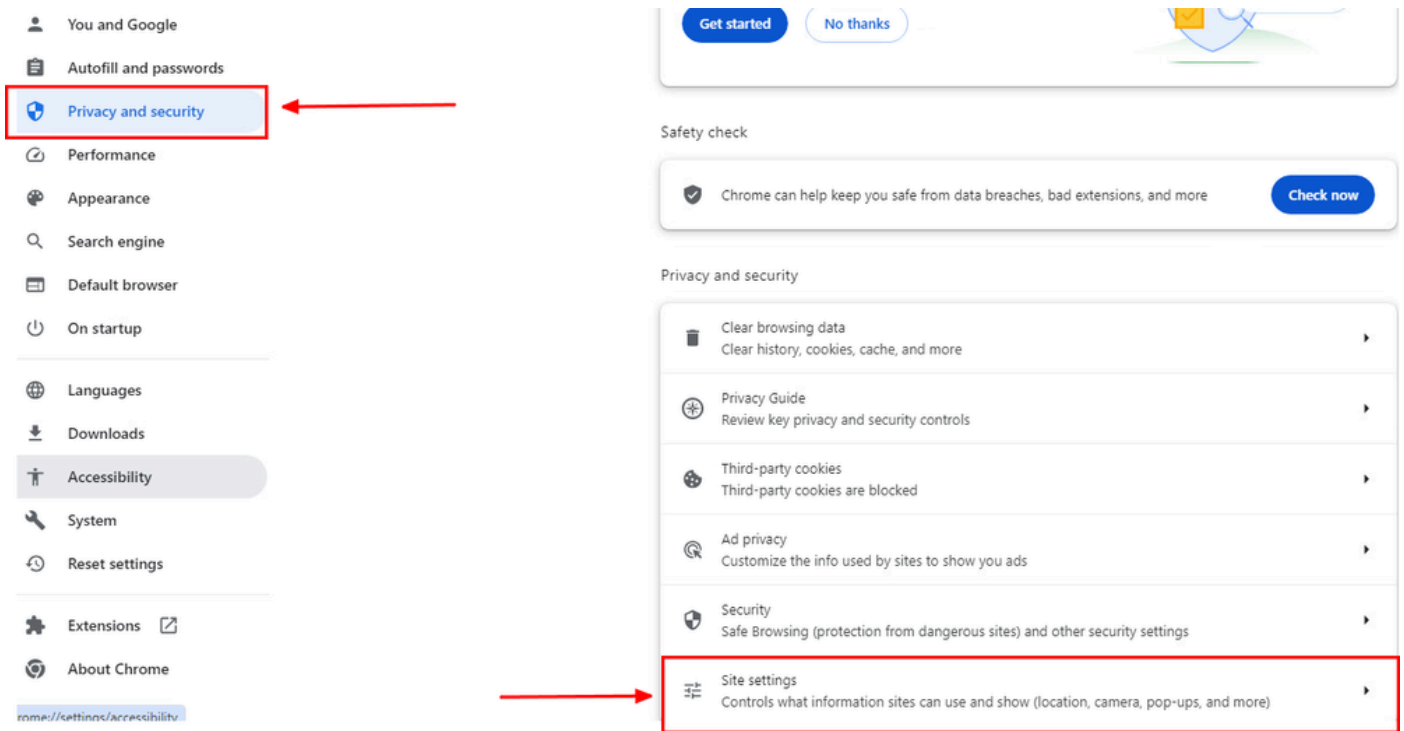 You and Google
Autofill and passwords
Privacy and security
Performance
Appearance
Search engine
Default browser
On startup
Languages
Downloads
Accessibility
System
Reset settings
Extensions
About Chrome
rome://settings/accessibility
Get started
No thanks
Safety check
Chrome can help keep you safe from data breaches, bad extensions, and more
Check now
Privacy and security
Clear browsing data
Clear history, cookies, cache, and more
Privacy Guide
Review key privacy and security controls
Third-party cookies
Third-party cookies are blocked
Ad privacy
Customize the info used by sites to show you ads
Security
Safe Browsing (protection from dangerous sites) and other security settings
Site settings
Controls what information sites can use and show (location, camera, pop-ups, and more)